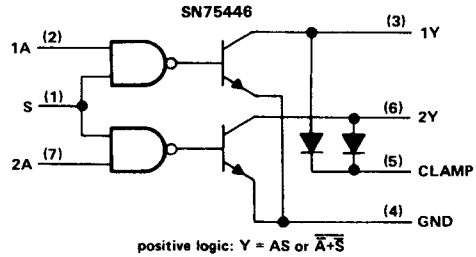 SN75446
1A (2)
(3) 1Y
S (1)
(6) 2Y
2A (7)
(5) CLAMP
(4) GND
positive logic: Y = AS or A̅+̅S̅